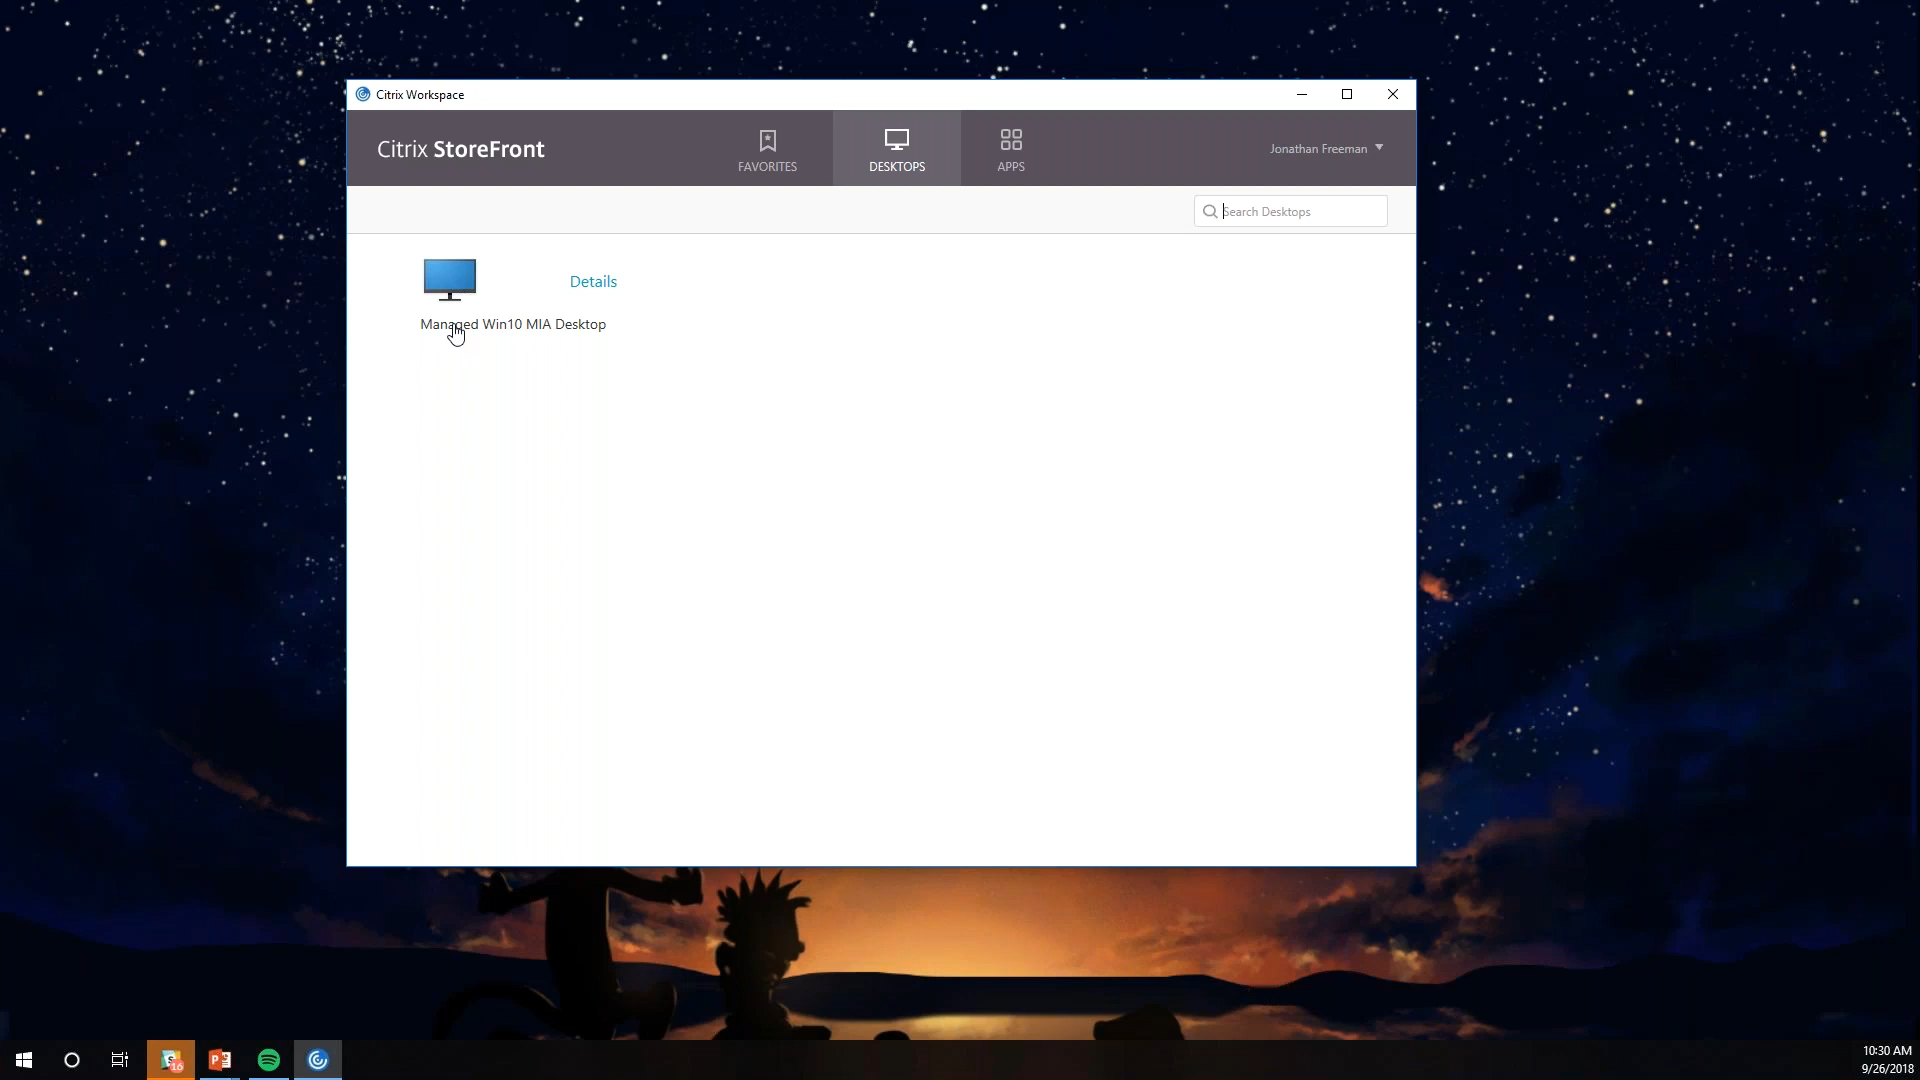 Citrix Workspace
Citrix StoreFront
FAVORITES
DESKTOPS
APPS
Jonathan Freeman
Search Desktops
Details
Managed Win10 MIA Desktop
16
10:30 AM
9/26/2018